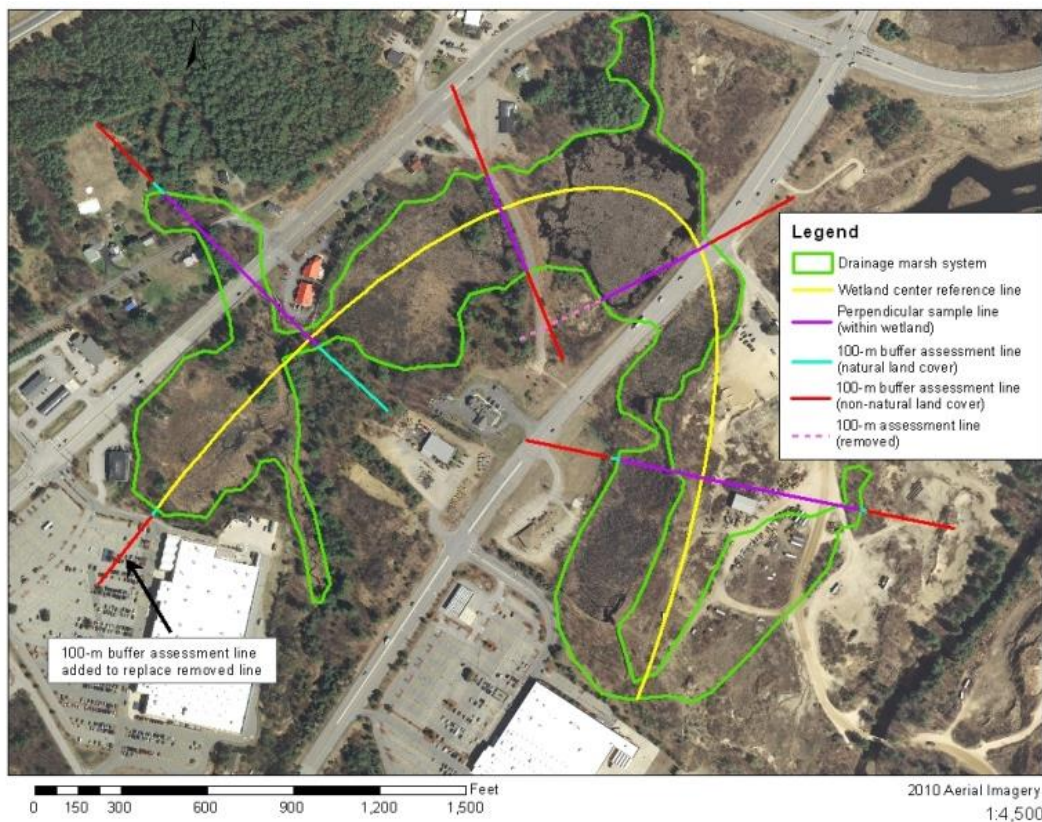 N
Legend
Drainage marsh system
Wetland center reference line
Perpendicular sample line
(within wetland)
100-m buffer assessment line
(natural land cover)
100-m buffer assessment line
(non-natural land cover)
100-m assessment line
(removed)
100-m buffer assessment line
added to replace removed line
0 150 300 600 900 1,200 1,500 Feet
2010 Aerial Imagery
1:4,500